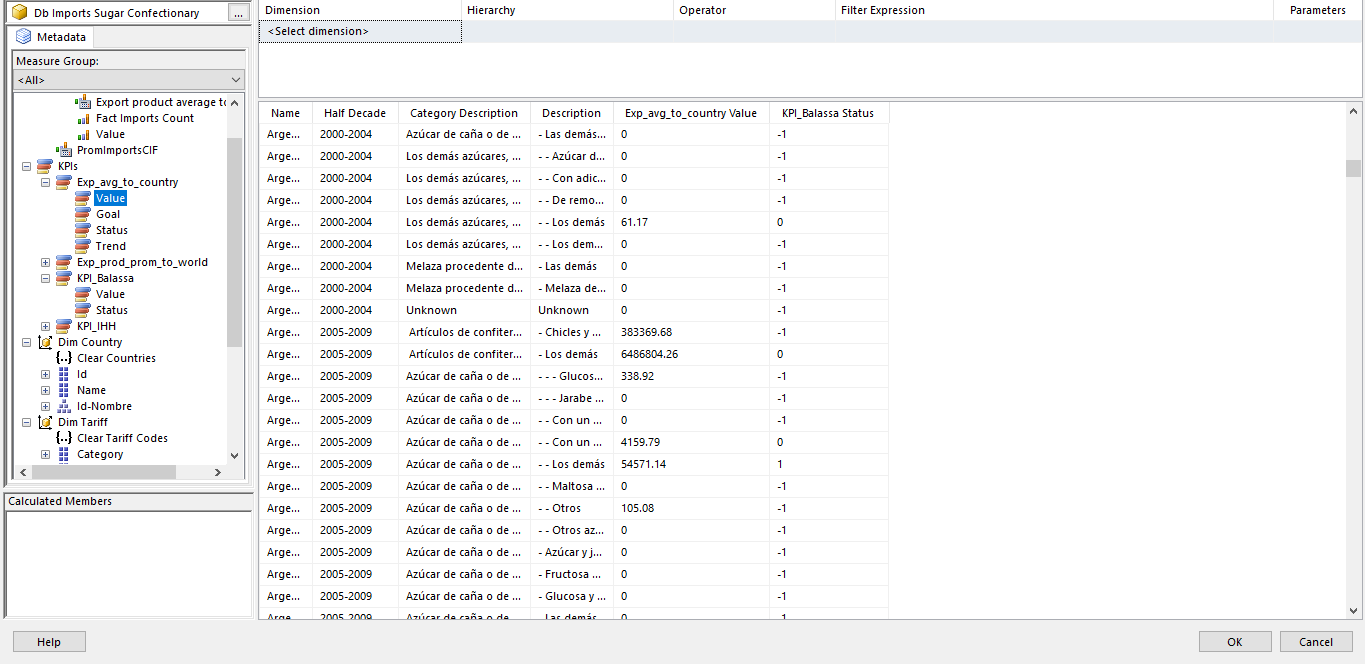 Db Imports Sugar Confectionary ...
Metadata
Measure Group:
<All>
Export product average to
Fact Imports Count
Value
PromImportsCIF
KPIs
Exp_avg_to_country
Value
Goal
Status
Trend
Exp_prod_prom_to_world
KPI_Balassa
Value
Status
KPI_IHH
Dim Country
{..} Clear Countries
Id
Name
Id-Nombre
Dim Tariff
{..} Clear Tariff Codes
Category
Calculated Members
Dimension Hierarchy Operator Filter Expression Parameters
<Select dimension>
Name Half Decade Category Description Description Exp_avg_to_country Value KPI_Balassa Status
Arge... 2000-2004 Azúcar de caña o de ... - Las demás... 0 -1
Arge... 2000-2004 Los demás azúcares, ... - - Azúcar d... 0 -1
Arge... 2000-2004 Los demás azúcares, ... - - Con adic... 0 -1
Arge... 2000-2004 Los demás azúcares, ... - - De remo... 0 -1
Arge... 2000-2004 Los demás azúcares, ... - - Los demás 61.17 0
Arge... 2000-2004 Los demás azúcares, ... - - Los dem... 0 -1
Arge... 2000-2004 Melaza procedente d... - Las demás 0 -1
Arge... 2000-2004 Melaza procedente d... - Melaza de... 0 -1
Arge... 2000-2004 Unknown Unknown 0 -1
Arge... 2005-2009 Artículos de confiter... - Chicles y ... 383369.68 -1
Arge... 2005-2009 Artículos de confiter... - Los demás 6486804.26 0
Arge... 2005-2009 Azúcar de caña o de ... - - - Glucos... 338.92 -1
Arge... 2005-2009 Azúcar de caña o de ... - - - Jarabe ... 0 -1
Arge... 2005-2009 Azúcar de caña o de ... - - Con un ... 0 -1
Arge... 2005-2009 Azúcar de caña o de ... - - Con un ... 4159.79 0
Arge... 2005-2009 Azúcar de caña o de ... - - Los demás 54571.14 1
Arge... 2005-2009 Azúcar de caña o de ... - - Maltosa ... 0 -1
Arge... 2005-2009 Azúcar de caña o de ... - - Otros 105.08 -1
Arge... 2005-2009 Azúcar de caña o de ... - - Otros az... 0 -1
Arge... 2005-2009 Azúcar de caña o de ... - Azúcar y j... 0 -1
Arge... 2005-2009 Azúcar de caña o de ... - Fructosa ... 0 -1
Arge... 2005-2009 Azúcar de caña o de ... - Glucosa y ... 0 -1
Arge... 2005-2009 Azúcar de caña o de ... - Las demás... 0 -1
Help OK Cancel